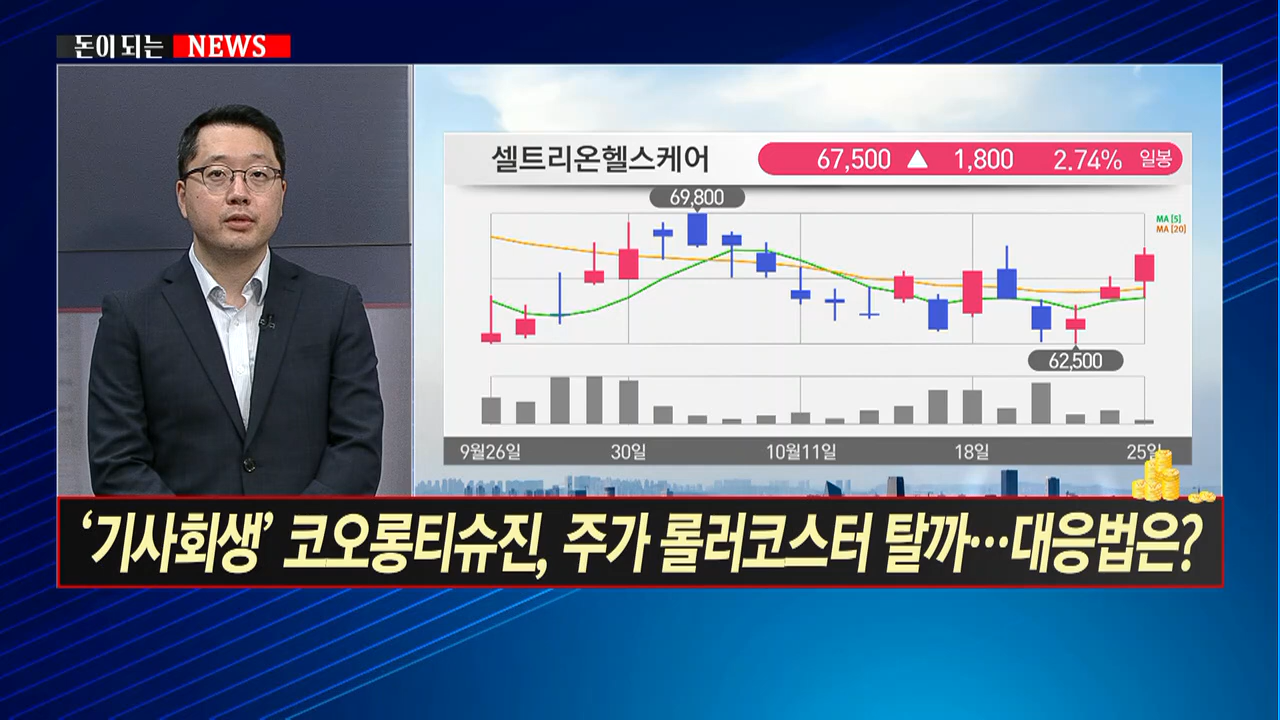 돈이 되는 NEWS
셀트리온헬스케어 67,500 ▲ 1,800 2.74% 일봉
69,800
MA [5]
MA [20]
62,500
9월26일 30일 10월11일 18일 25일
‘기사회생’ 코오롱티슈진, 주가 롤러코스터 탈까…대응법은?